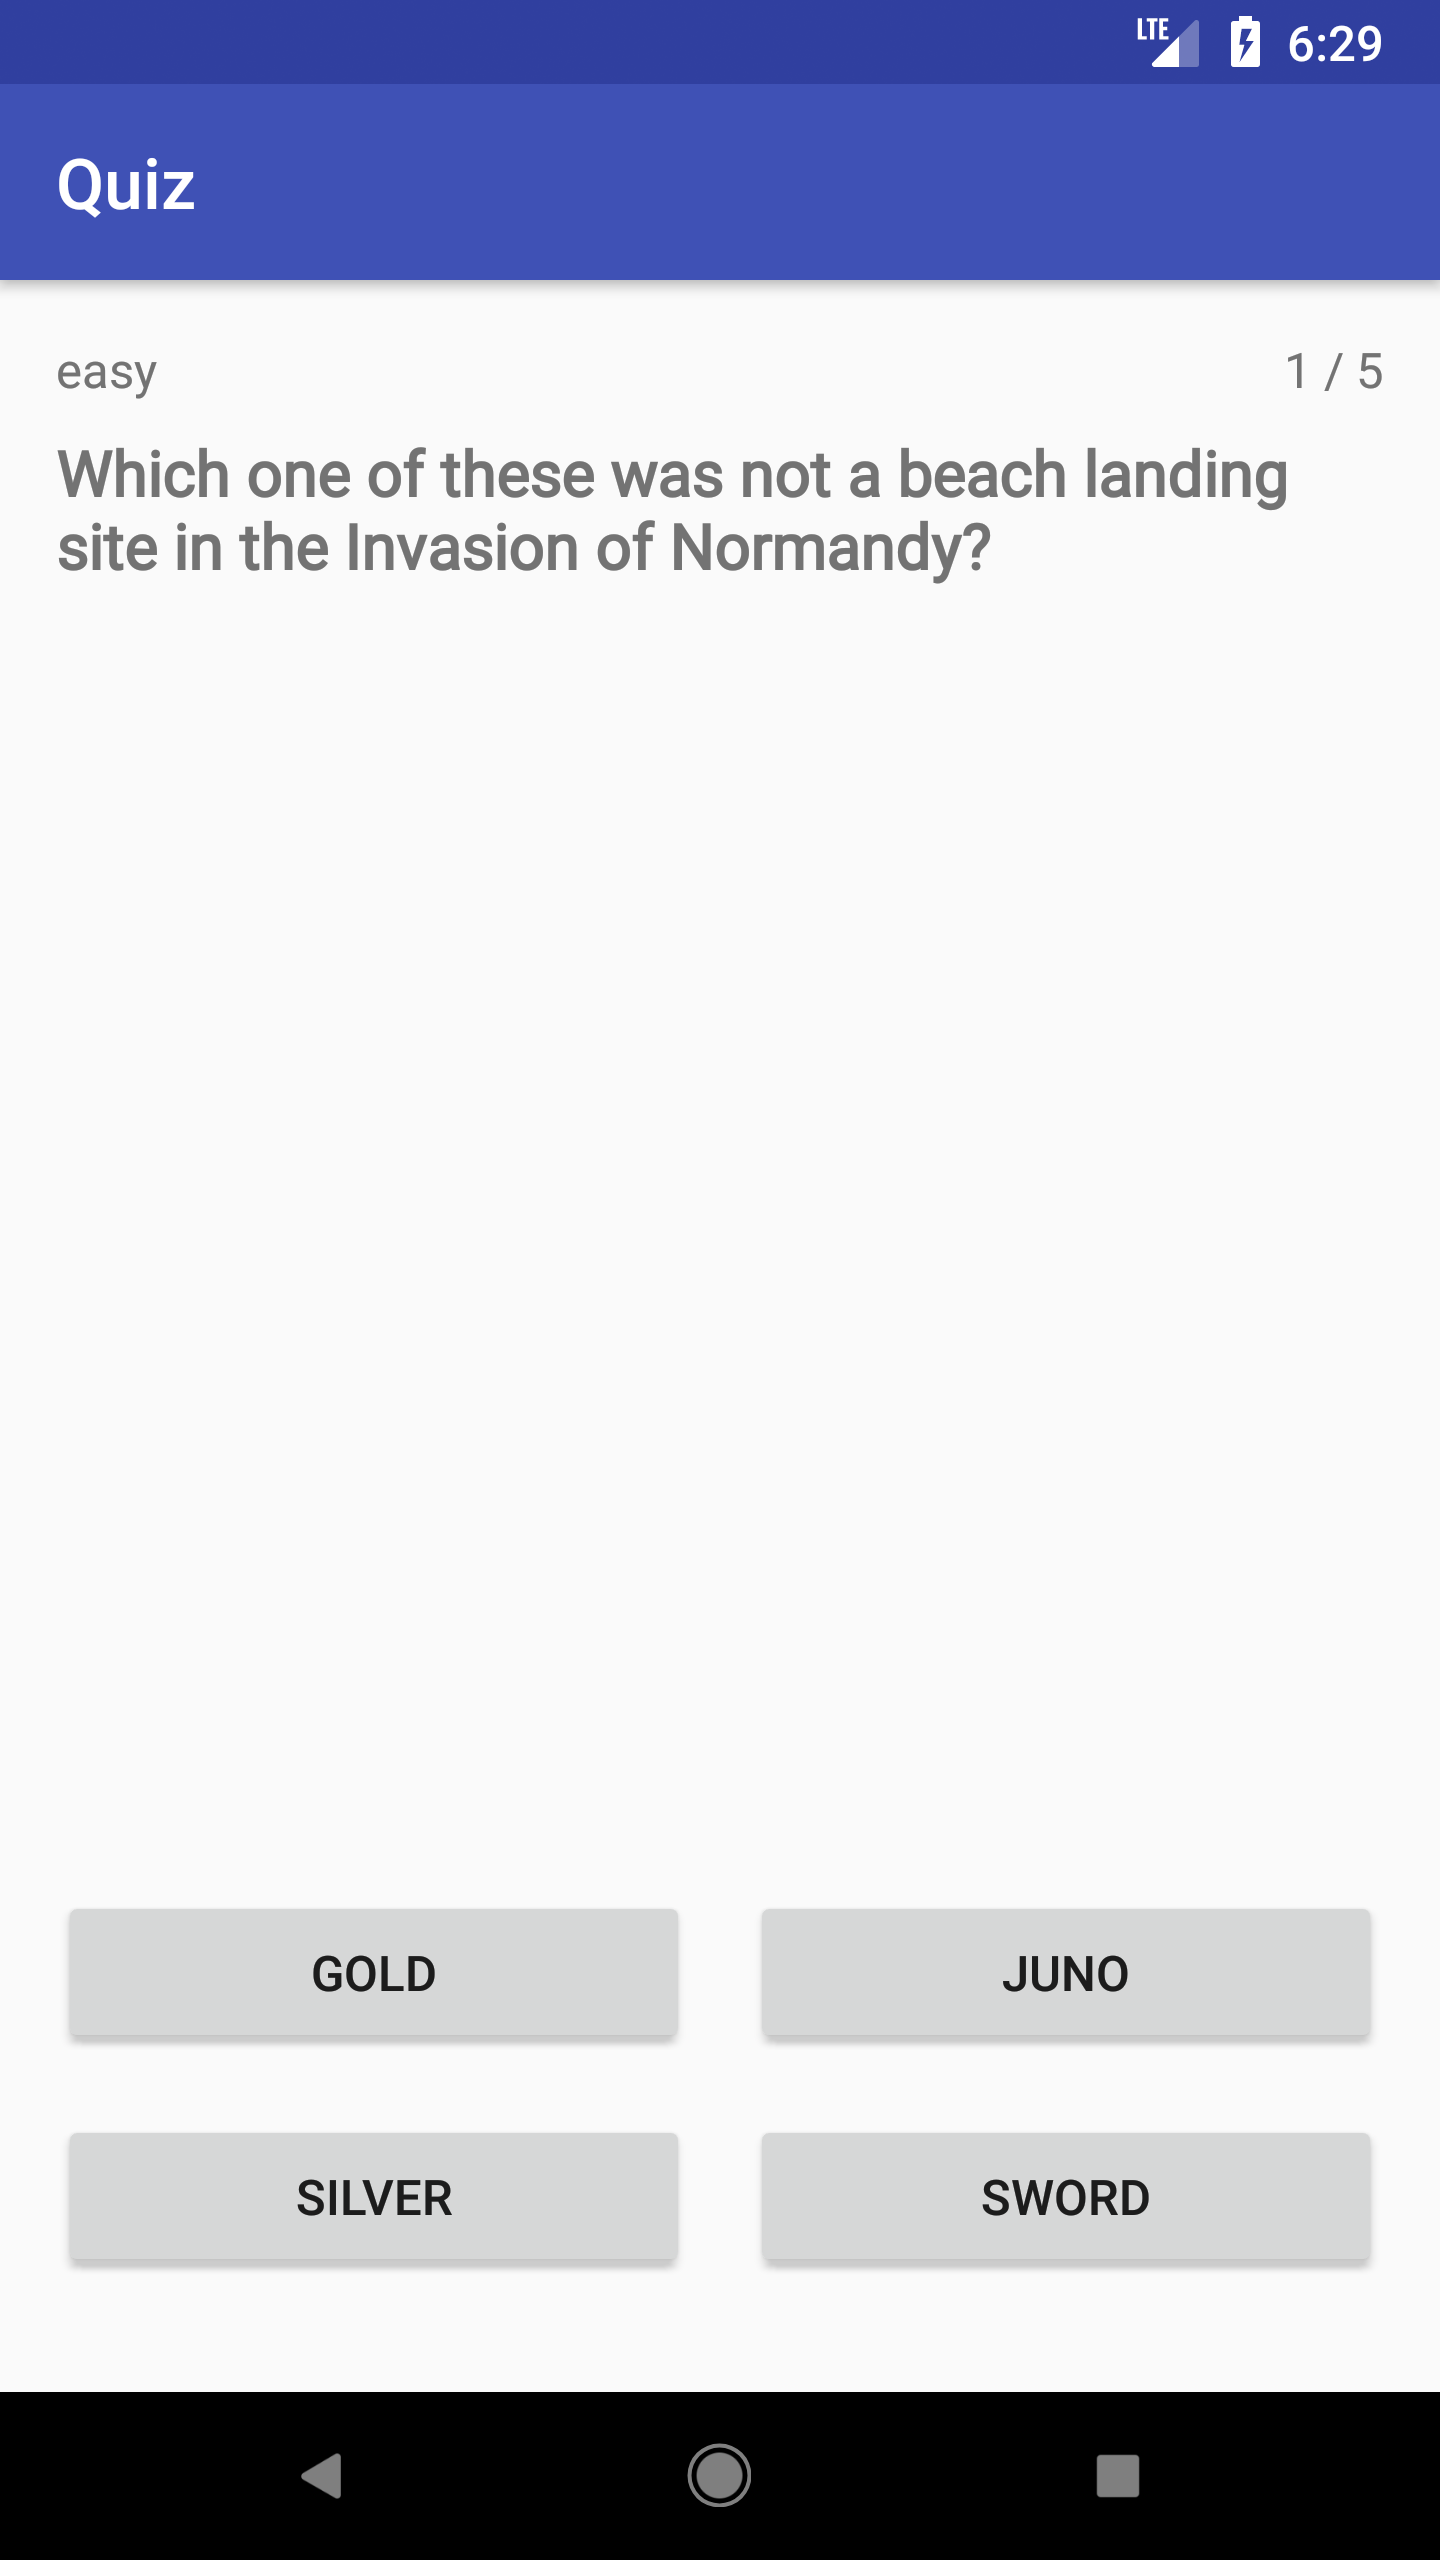 LTE 6:29
Quiz
easy 1 / 5
Which one of these was not a beach landing
site in the Invasion of Normandy?
GOLD JUNO
SILVER SWORD